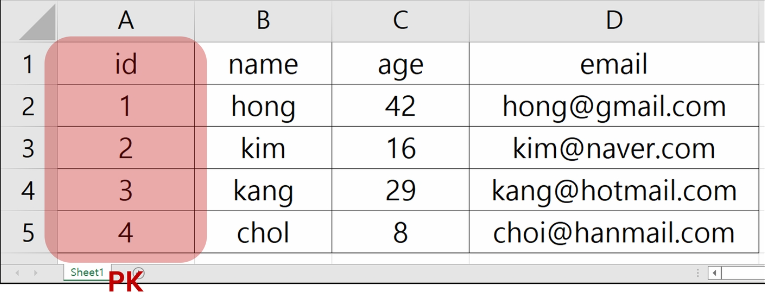 A B C D
1 id name age email
2 1 hong 42 hong@gmail.com
3 2 kim 16 kim@naver.com
4 3 kang 29 kang@hotmail.com
5 4 chol 8 choi@hanmail.com
Sheet1
PK